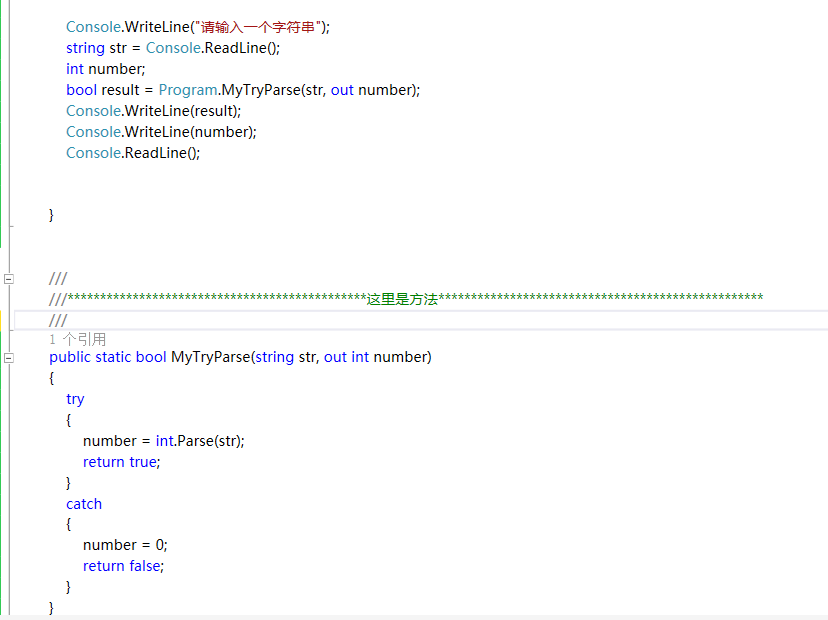 Console.WriteLine("请输入一个字符串");
string str = Console.ReadLine();
int number;
bool result = Program.MyTryParse(str, out number);
Console.WriteLine(result);
Console.WriteLine(number);
Console.ReadLine();
}
///
///**********************************************这里是方法**************************************************
///
1 个引用
public static bool MyTryParse(string str, out int number)
{
try
{
number = int.Parse(str);
return true;
}
catch
{
number = 0;
return false;
}
}